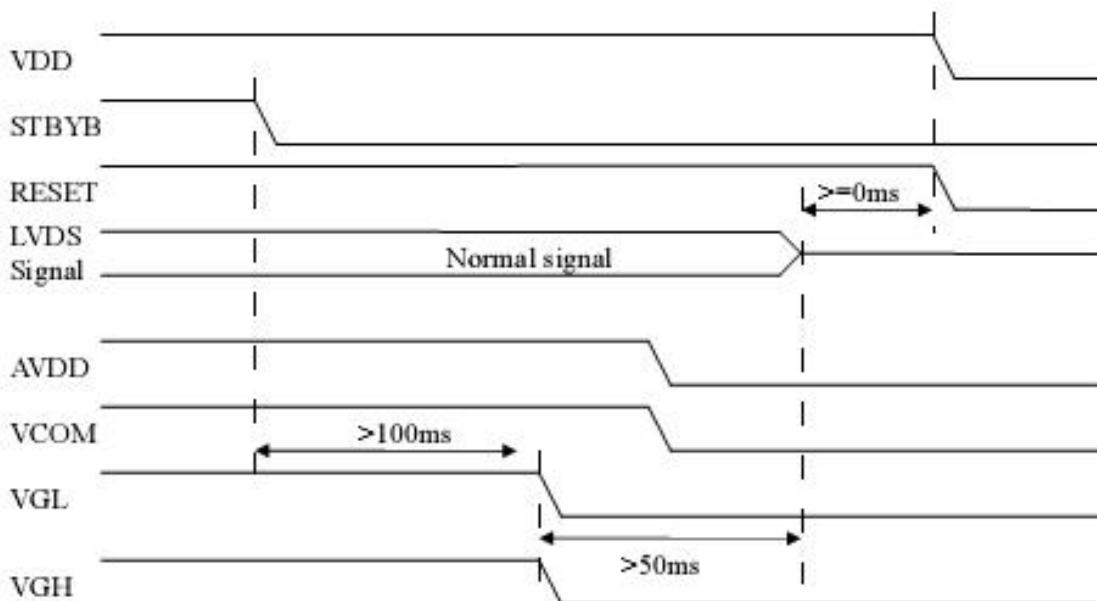 VDD
STBYB
RESET
>=0ms
LVDS
Signal
Normal signal
AVDD
VCOM
>100ms
VGL
>50ms
VGH